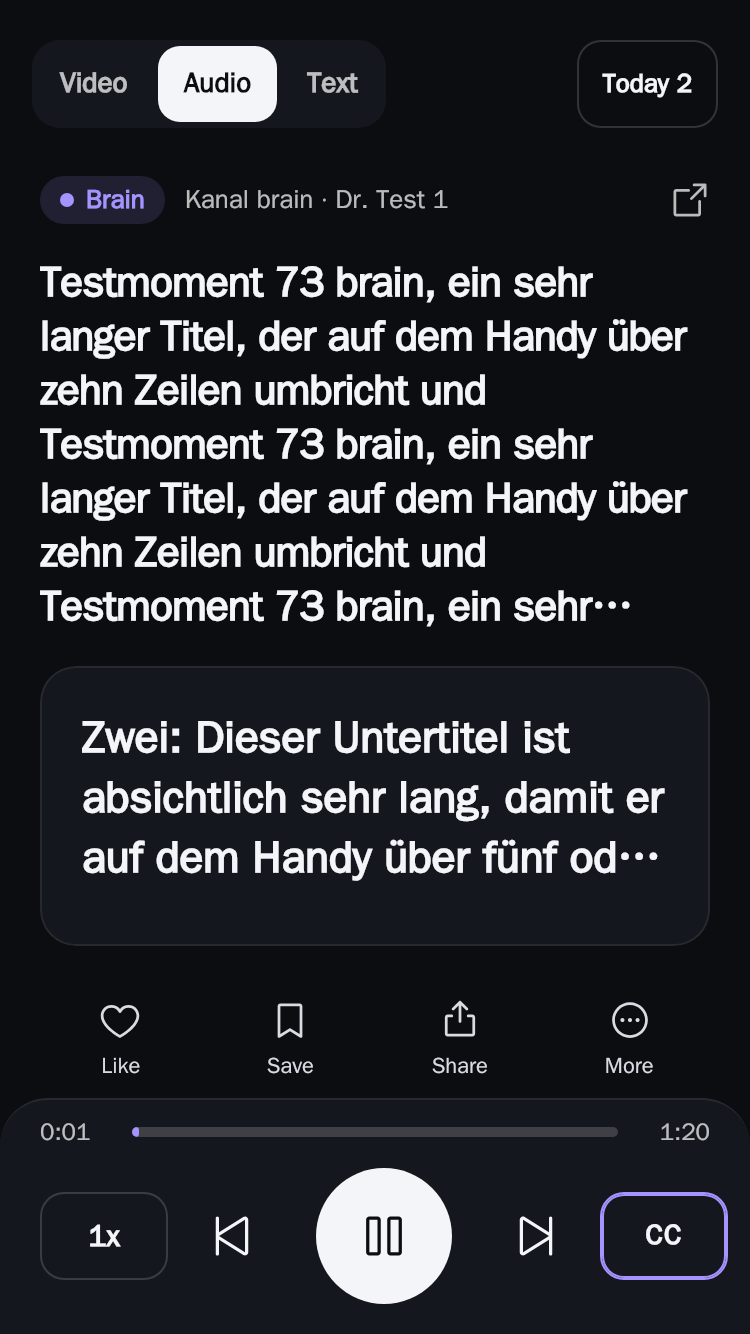 Video Audio Text Today 2
Brain Kanal brain · Dr. Test 1
Testmoment 73 brain, ein sehr
langer Titel, der auf dem Handy über
zehn Zeilen umbricht und
Testmoment 73 brain, ein sehr
langer Titel, der auf dem Handy über
zehn Zeilen umbricht und
Testmoment 73 brain, ein sehr…
Zwei: Dieser Untertitel ist
absichtlich sehr lang, damit er
auf dem Handy über fünf od…
Like Save Share More
0:01 1:20
1x CC